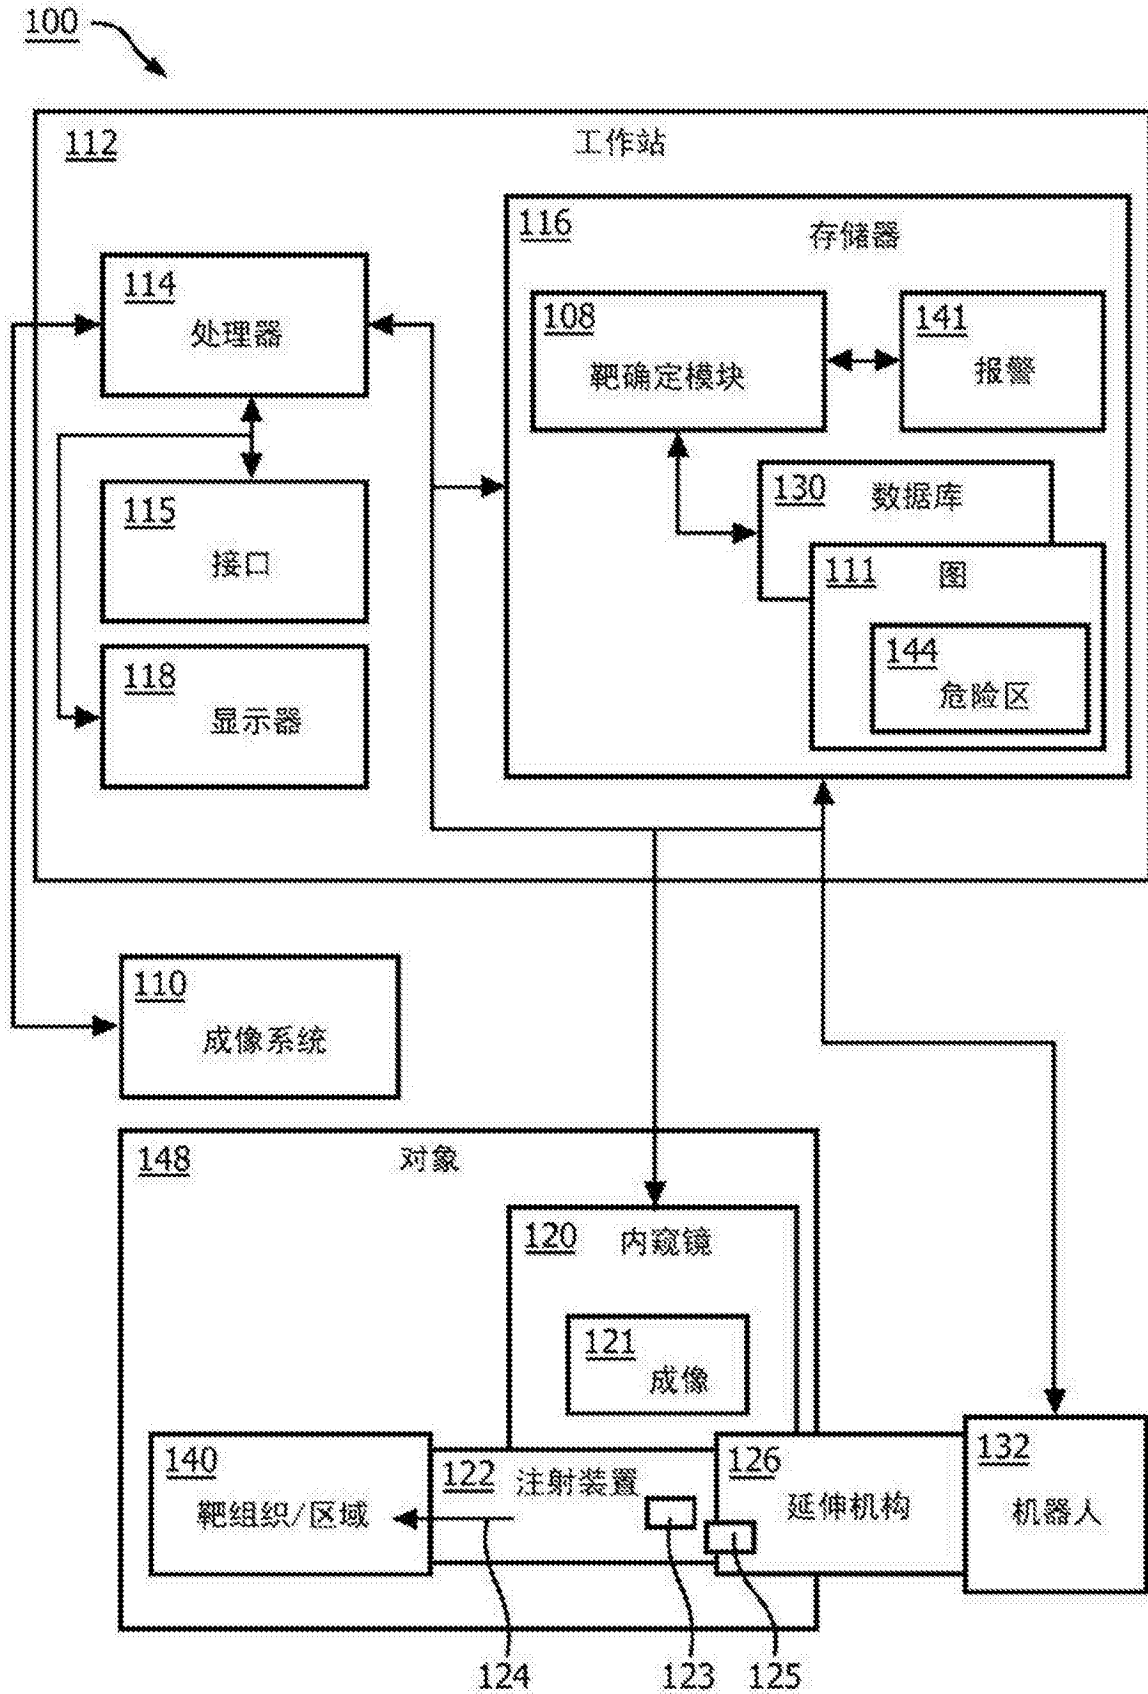 100
112 工作站
116 存储器
114 处理器
108 靶确定模块
141 报警
115 接口
130 数据库
111 图
144 危险区
118 显示器
110 成像系统
148 对象
120 内窥镜
121 成像
140 靶组织/区域
122 注射装置
126 延伸机构
132 机器人
124
123
125